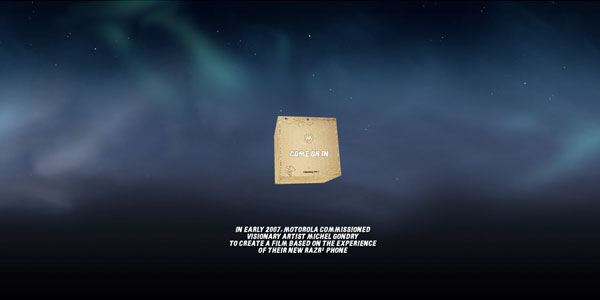 COME ON IN
IN EARLY 2007, MOTOROLA COMMISSIONED
VISIONARY ARTIST MICHEL GONDRY
TO CREATE A FILM BASED ON THE EXPERIENCE
OF THEIR NEW RAZR² PHONE